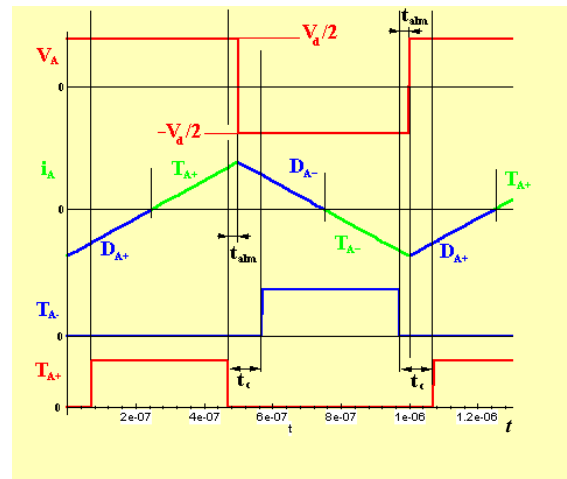 t_alm
V_A
V_d/2
0
-V_d/2
i_A
T_A+
D_A-
T_A+
0
D_A+
t_alm
T_A-
D_A+
T_A-
0
T_A+
t_c
t_c
0
2e-07 4e-07 6e-07 8e-07 1e-06 1.2e-06
t
t